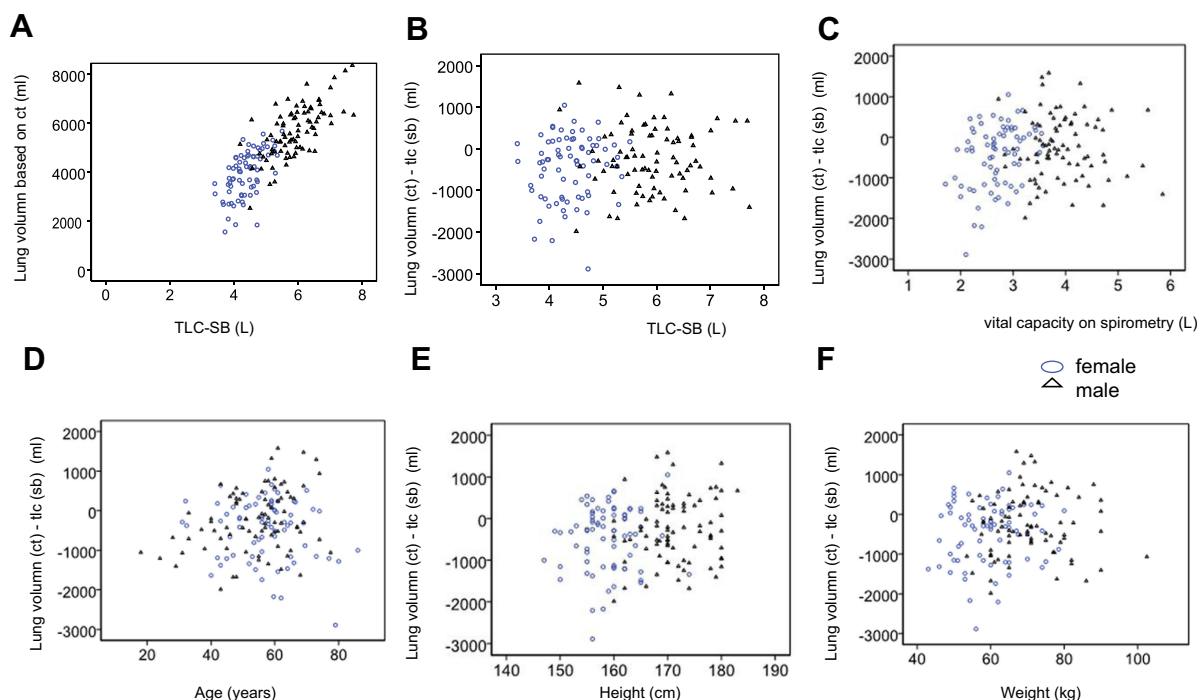 A
Lung volumn based on ct (ml)
8000
6000
4000
2000
0
0 2 4 6 8
TLC-SB (L)
B
Lung volumn (ct) - tlc (sb) (ml)
2000
1000
0
-1000
-2000
-3000
3 4 5 6 7 8
TLC-SB (L)
C
Lung volumn (ct) - tlc (sb) (ml)
2000
1000
0
-1000
-2000
-3000
1 2 3 4 5 6
vital capacity on spirometry (L)
female
male
D
Lung volumn (ct) - tlc (sb) (ml)
2000
1000
0
-1000
-2000
-3000
20 40 60 80
Age (years)
E
Lung volumn (ct) - tlc (sb) (ml)
2000
1000
0
-1000
-2000
-3000
140 150 160 170 180 190
Height (cm)
F
Lung volumn (ct) - tlc (sb) (ml)
2000
1000
0
-1000
-2000
-3000
40 60 80 100
Weight (kg)